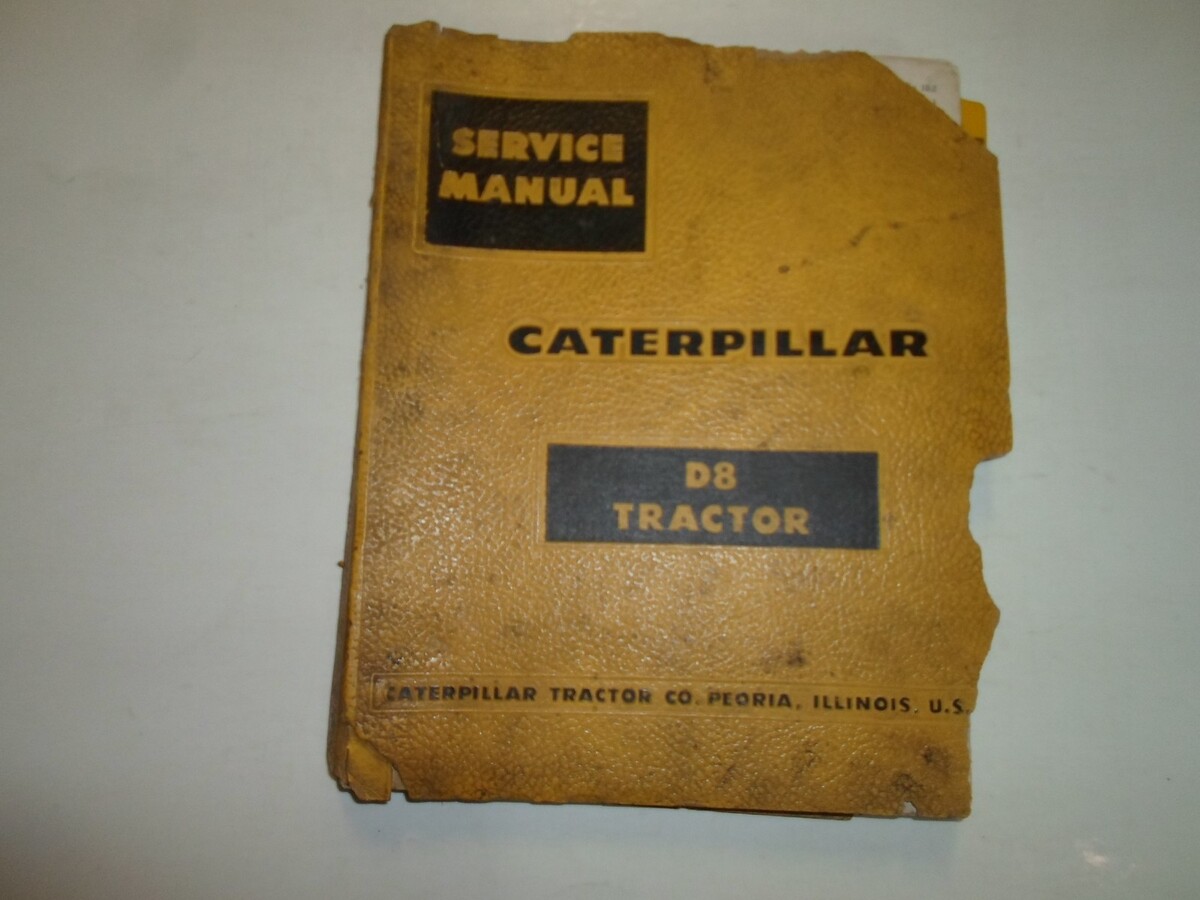 SERVICE
MANUAL
CATERPILLAR
D8
TRACTOR
CATERPILLAR TRACTOR CO. PEORIA, ILLINOIS, U.S.